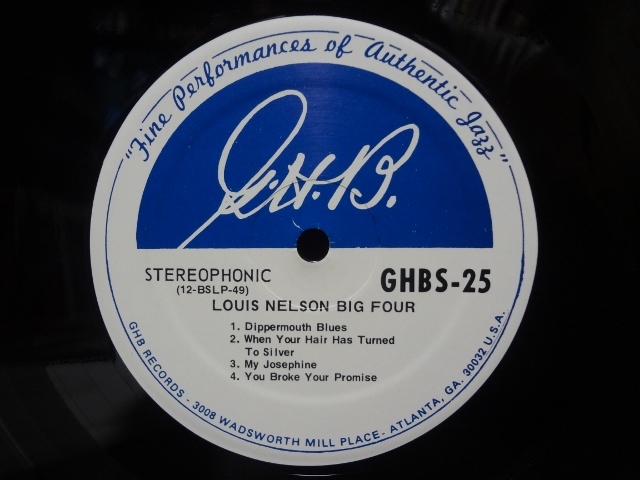 "Fine Performances of Authentic Jazz"
G.H.B.
STEREOPHONIC
(12-BSLP-49)
GHBS-25
LOUIS NELSON BIG FOUR
1. Dippermouth Blues
2. When Your Hair Has Turned
To Silver
3. My Josephine
4. You Broke Your Promise
GHB RECORDS - 3008 WADSWORTH MILL PLACE- ATLANTA, GA. 30032 U.S.A.